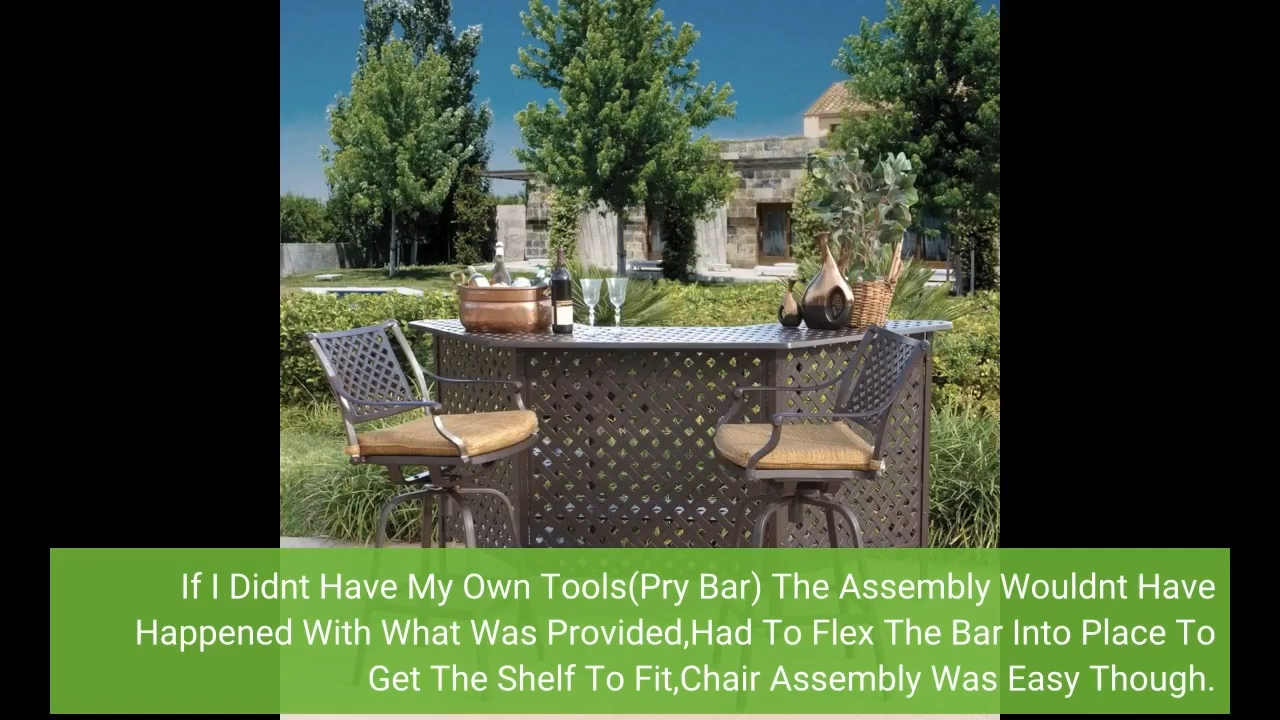 If I Didnt Have My Own Tools(Pry Bar) The Assembly Wouldnt Have
Happened With What Was Provided,Had To Flex The Bar Into Place To
Get The Shelf To Fit,Chair Assembly Was Easy Though.